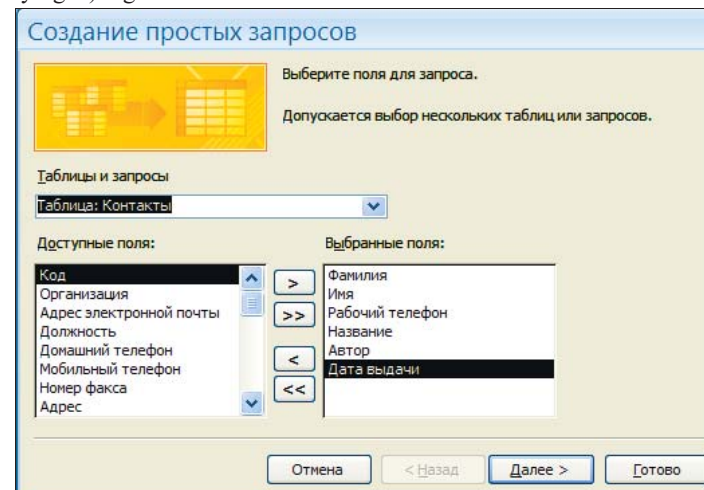 Создание простых запросов
Выберите поля для запроса.
Допускается выбор нескольких таблиц или запросов.
Таблицы и запросы
Таблица: Контакты
Доступные поля:
Код
Организация
Адрес электронной почты
Должность
Домашний телефон
Мобильный телефон
Номер факса
Адрес
>
>>
<
<<
Выбранные поля:
Фамилия
Имя
Рабочий телефон
Название
Автор
Дата выдачи
Отмена
< Назад
Далее >
Готово